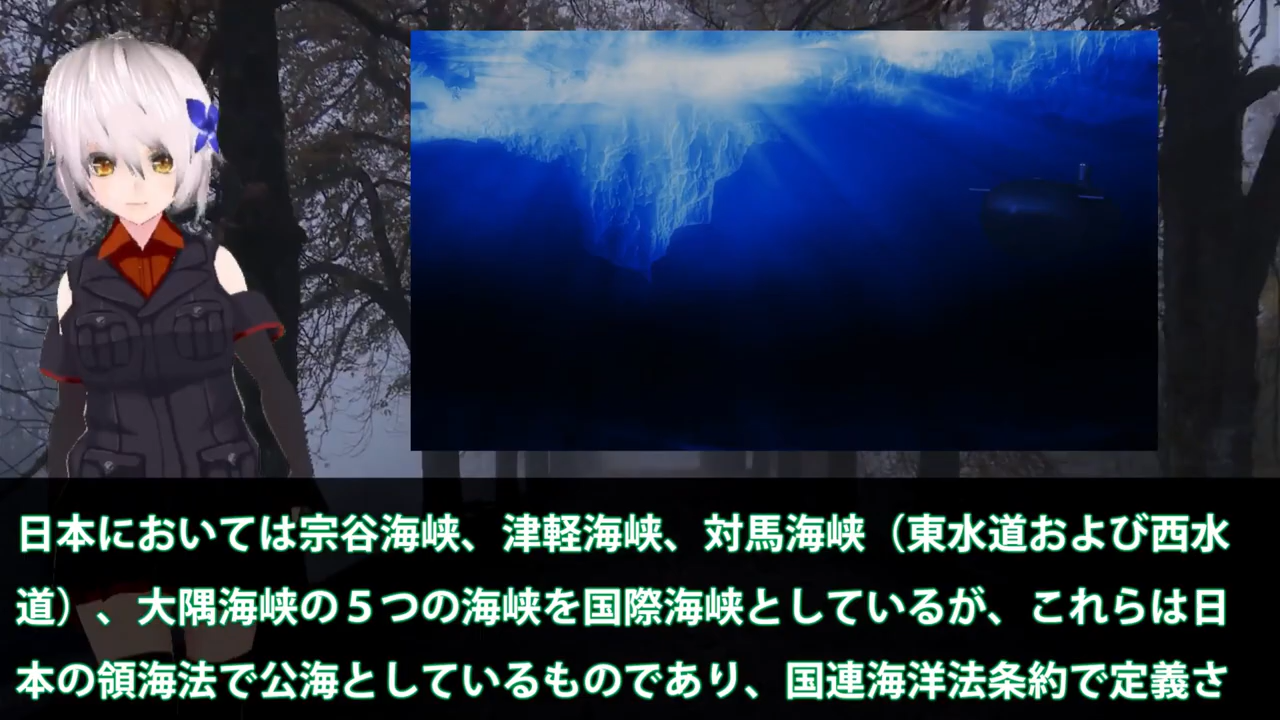 日本においては宗谷海峡、津軽海峡、対馬海峡（東水道および西水
道）、大隅海峡の５つの海峡を国際海峡としているが、これらは日
本の領海法で公海としているものであり、国連海洋法条約で定義さ